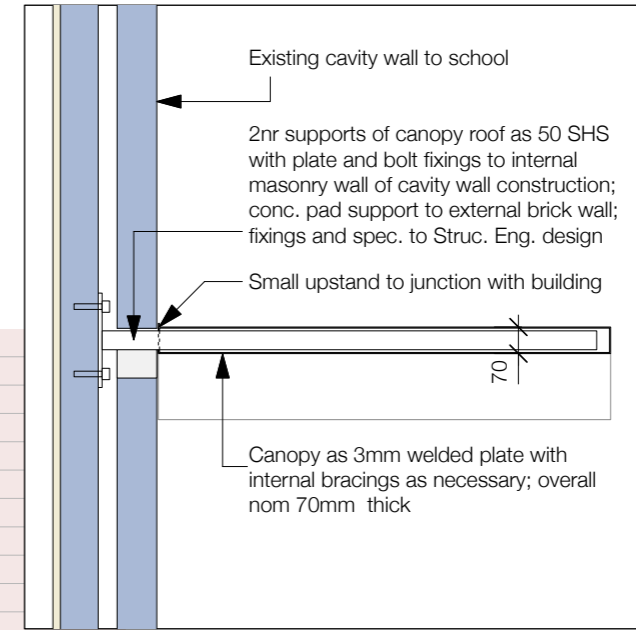 Existing cavity wall to school
2nr supports of canopy roof as 50 SHS
with plate and bolt fixings to internal
masonry wall of cavity wall construction;
conc. pad support to external brick wall;
fixings and spec. to Struc. Eng. design
Small upstand to junction with building
70
Canopy as 3mm welded plate with
internal bracings as necessary; overall
nom 70mm  thick